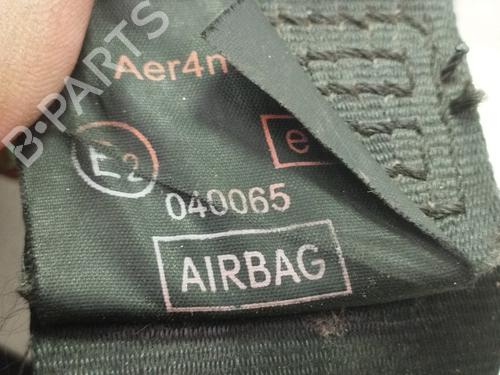 Aer4n
E2
e
040065
AIRBAG
B-PARTS